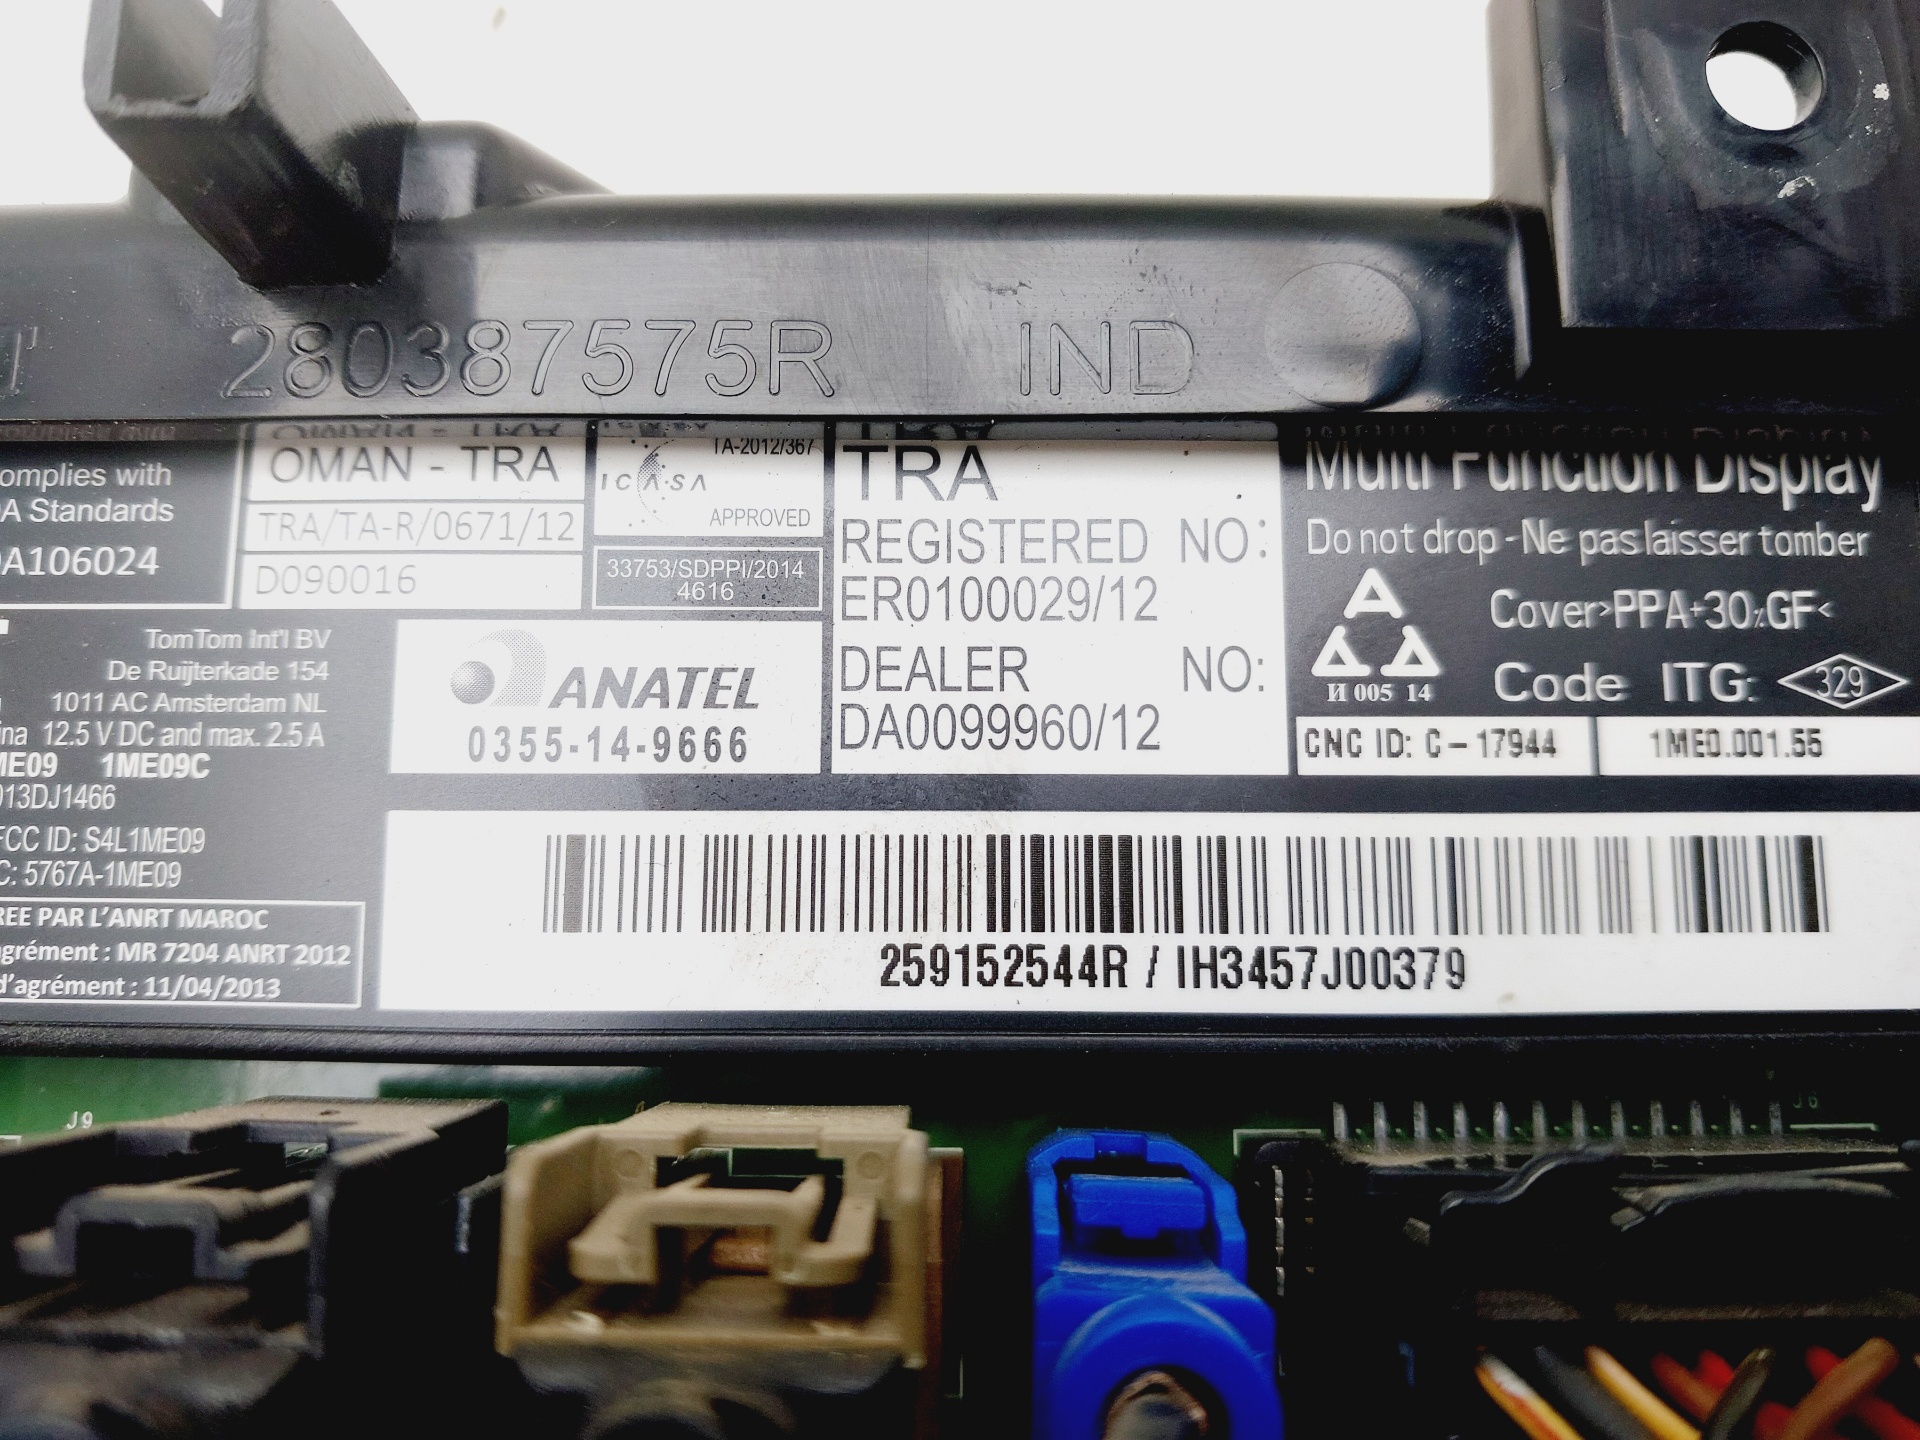 280387575R IND
omplies with
A Standards
A106024
OMAN - TRA
TRA/TA-R/0671/12
D090016
TA-2012/367
ICASA
APPROVED
33753/SDPPI/2014
4616
TRA
REGISTERED NO:
ER0100029/12
DEALER NO:
DA0099960/12
Multi Function Display
Do not drop - Ne pas laisser tomber
Cover>PPA+30%GF<
Code ITG: 329
И 005 14
CNC ID: C-17944
1ME0.001.55
TomTom Int'l BV
De Ruijterkade 154
1011 AC Amsterdam NL
ina 12.5 V DC and max. 2.5 A
ME09 1ME09C
013DJ1466
FCC ID: S4L1ME09
C: 5767A-1ME09
REE PAR L'ANRT MAROC
agrément : MR 7204 ANRT 2012
d'agrément : 11/04/2013
ANATEL
0355-14-9666
259152544R / IH3457J00379
J9
J6